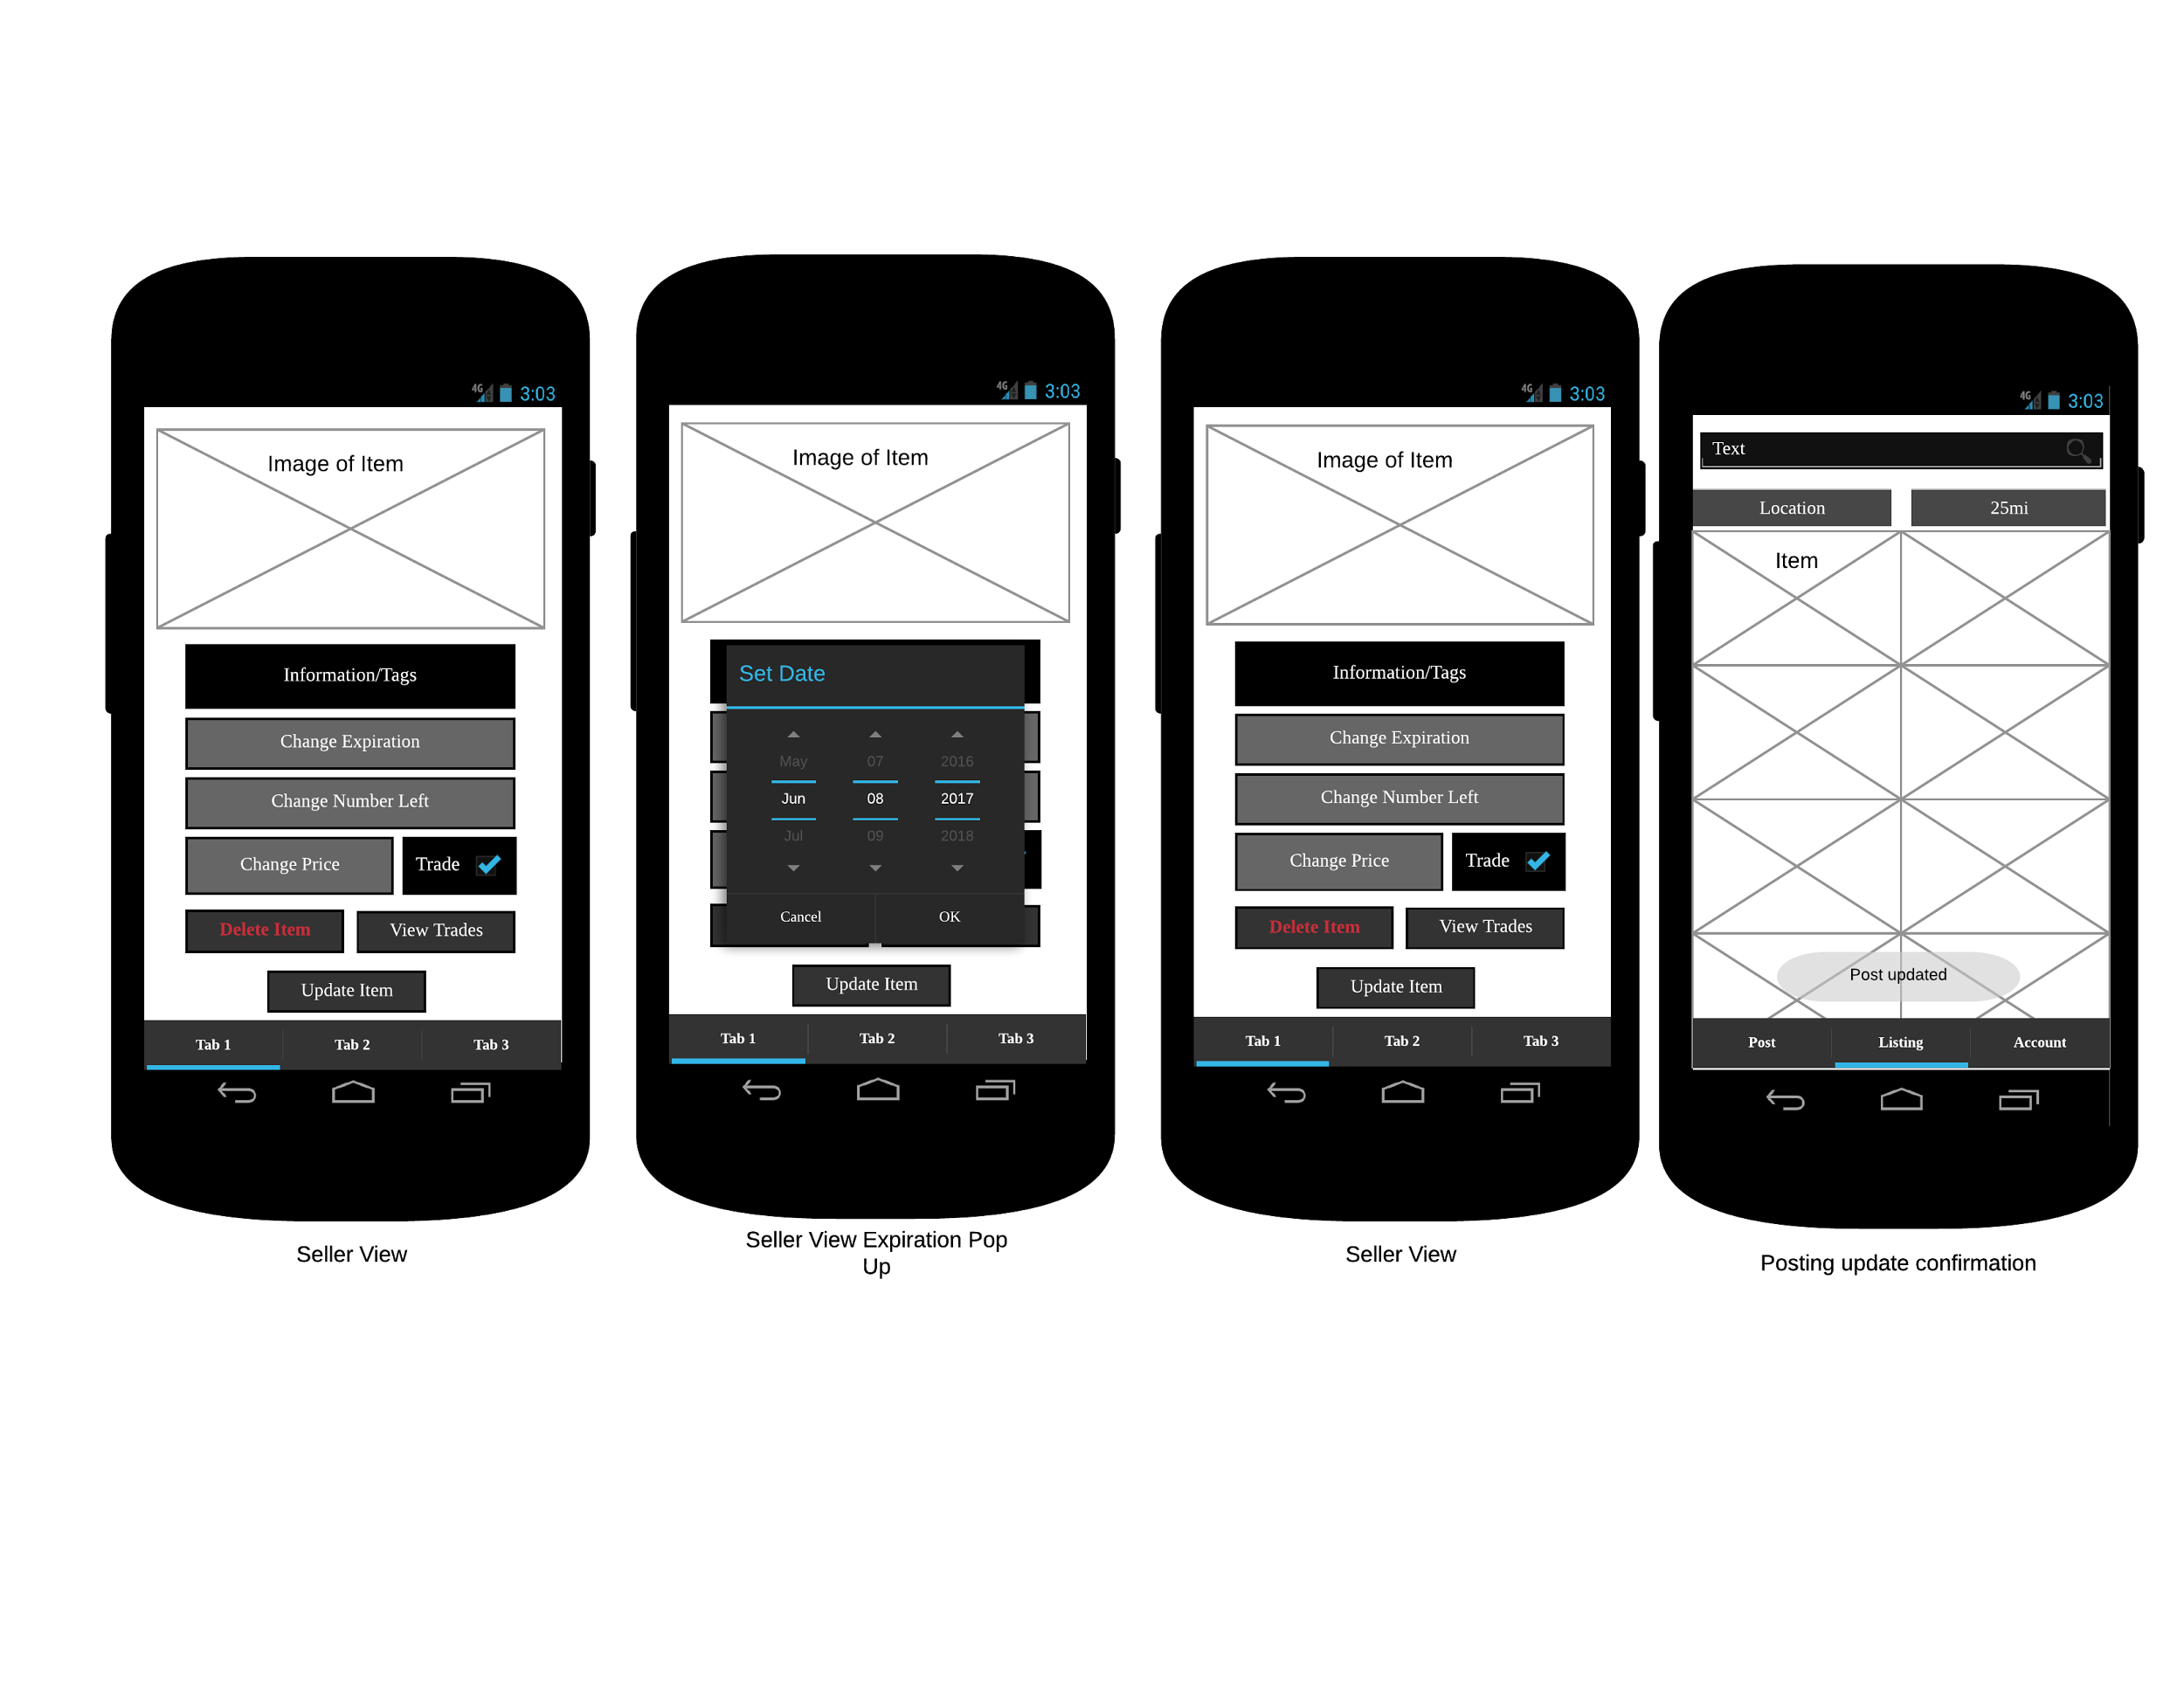 4G 3:03
Image of Item
Information/Tags
Change Expiration
Change Number Left
Change Price
Trade
Delete Item
View Trades
Update Item
Tab 1 Tab 2 Tab 3
Seller View
4G 3:03
Image of Item
Set Date
May 07 2016
Jun 08 2017
Jul 09 2018
Cancel OK
Update Item
Tab 1 Tab 2 Tab 3
Seller View Expiration Pop
Up
4G 3:03
Image of Item
Information/Tags
Change Expiration
Change Number Left
Change Price
Trade
Delete Item
View Trades
Update Item
Tab 1 Tab 2 Tab 3
Seller View
4G 3:03
Text
Location 25mi
Item
Post updated
Post Listing Account
Posting update confirmation